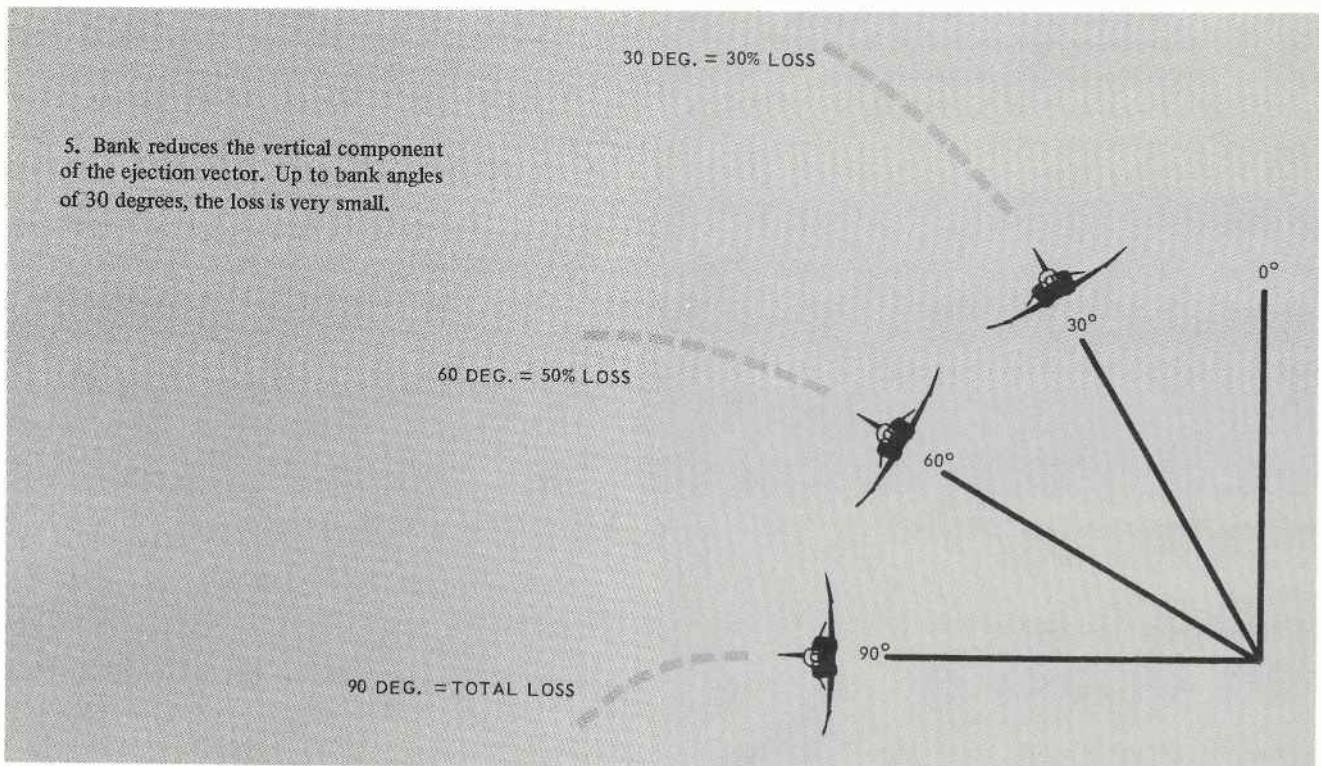 30 DEG. = 30% LOSS
5. Bank reduces the vertical component
of the ejection vector. Up to bank angles
of 30 degrees, the loss is very small.
0°
30°
60 DEG. = 50% LOSS
60°
90°
90 DEG. = TOTAL LOSS